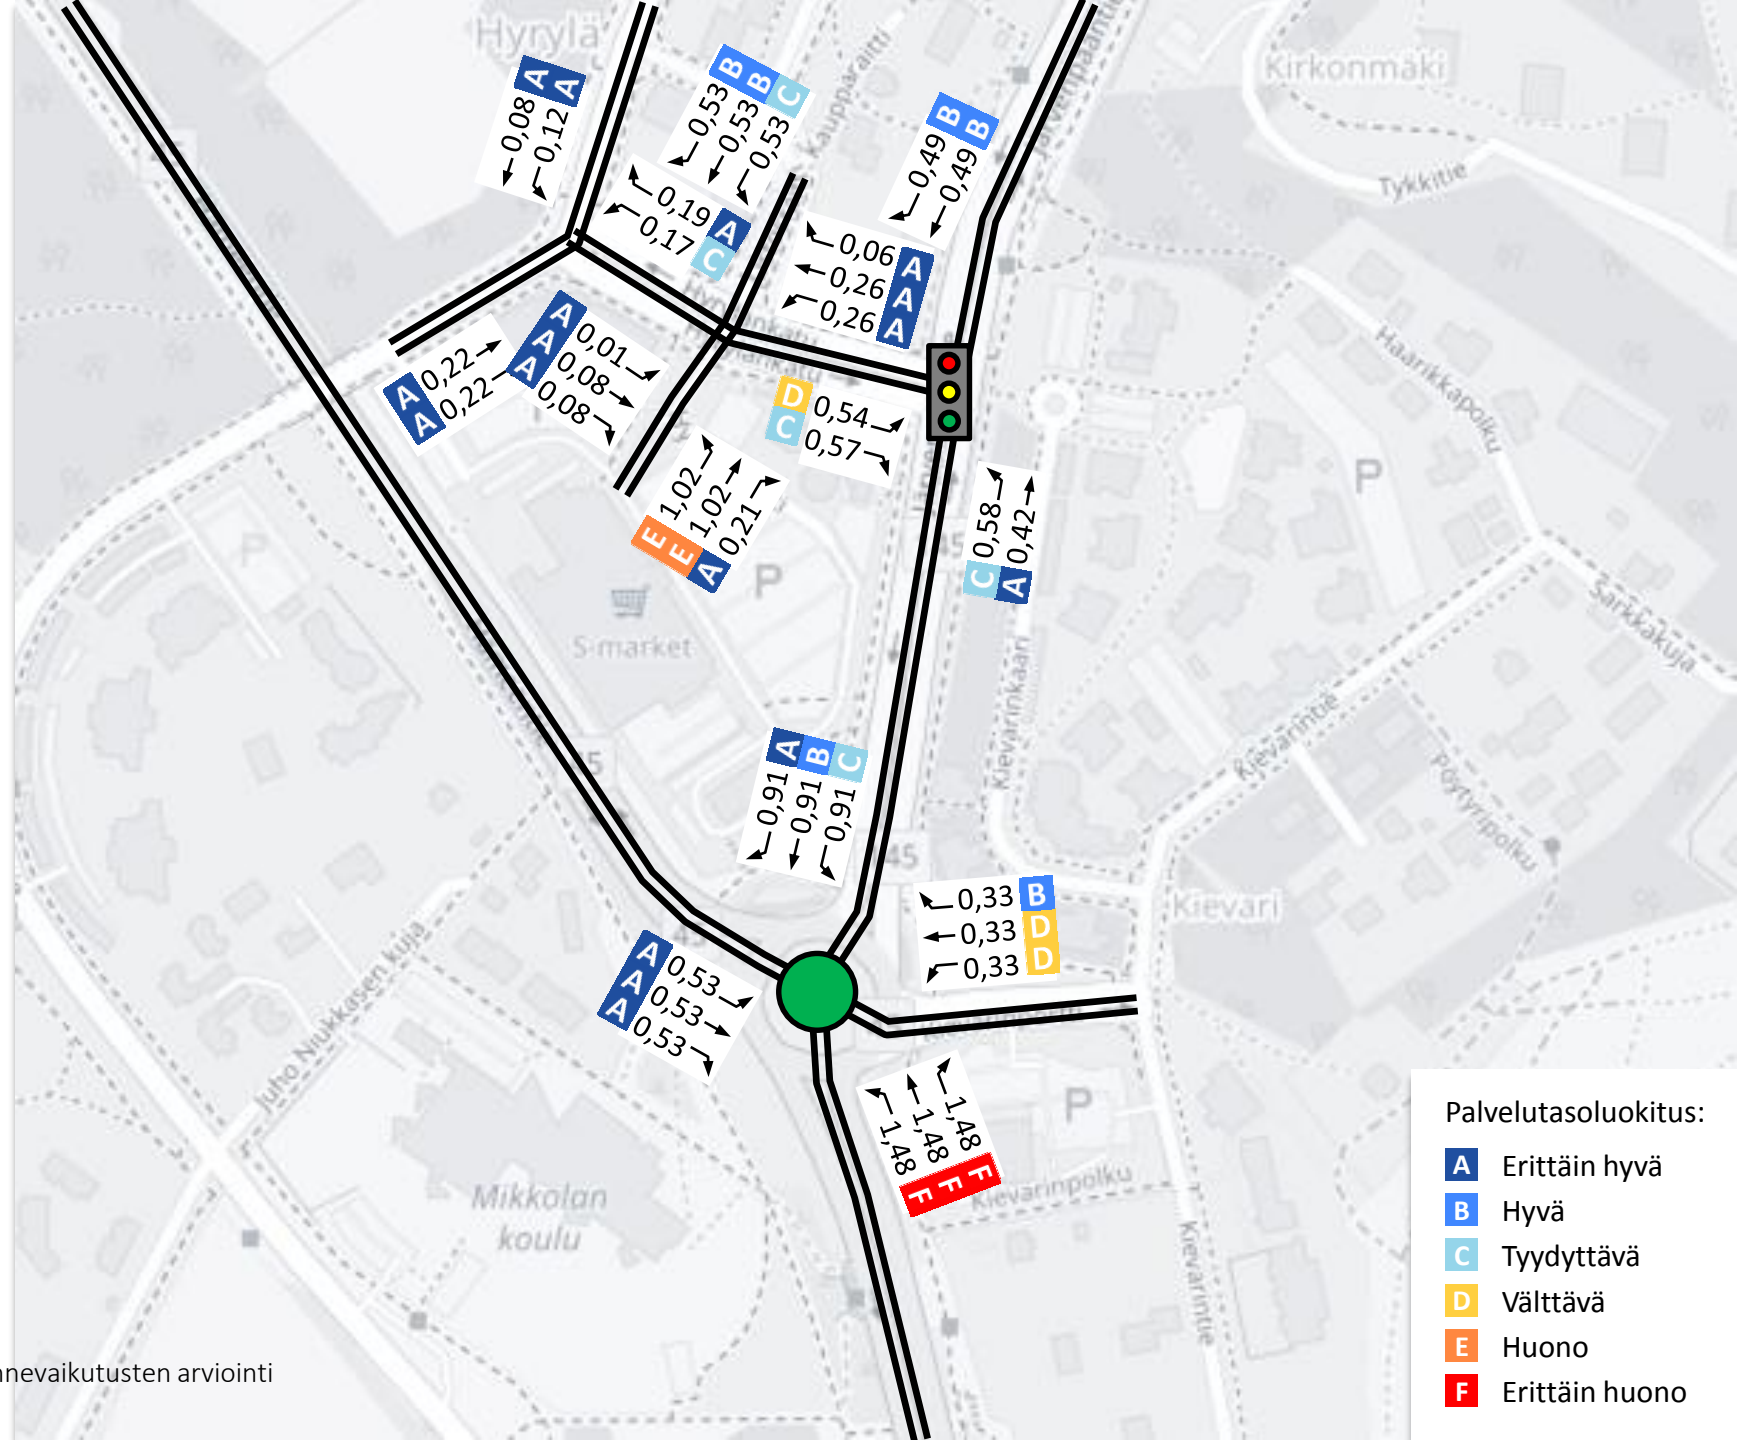 Hyrylä
Kirkonmäki
Kaupparaitti
Tykkitie
A A
0,08
0,12
B B C
0,53
0,53
0,53
B B
0,49
0,49
0,19 A
0,17 C
0,06 A
0,26 A
0,26 A
A 0,22
A 0,22
A 0,01
A 0,08
A 0,08
D 0,54
C 0,57
Haarikkapolku
P
1,02
1,02
0,21
E E A
P
P
0,58
0,42
C A
45
S-market
Kievarinkaari
Särkkakuja
Kievarintie
Pöytyripolku
A B C
0,91
0,91
0,91
45
0,33 B
0,33 D
0,33 D
Kievari
A 0,53
A 0,53
A 0,53
Juho Niukkasen kuja
1,48
1,48
1,48
F F F
P
Kievarinpolku
Mikkolan
koulu
Kievarintie
nnevaikutusten arviointi
Palvelutasoluokitus:
A Erittäin hyvä
B Hyvä
C Tyydyttävä
D Välttävä
E Huono
F Erittäin huono